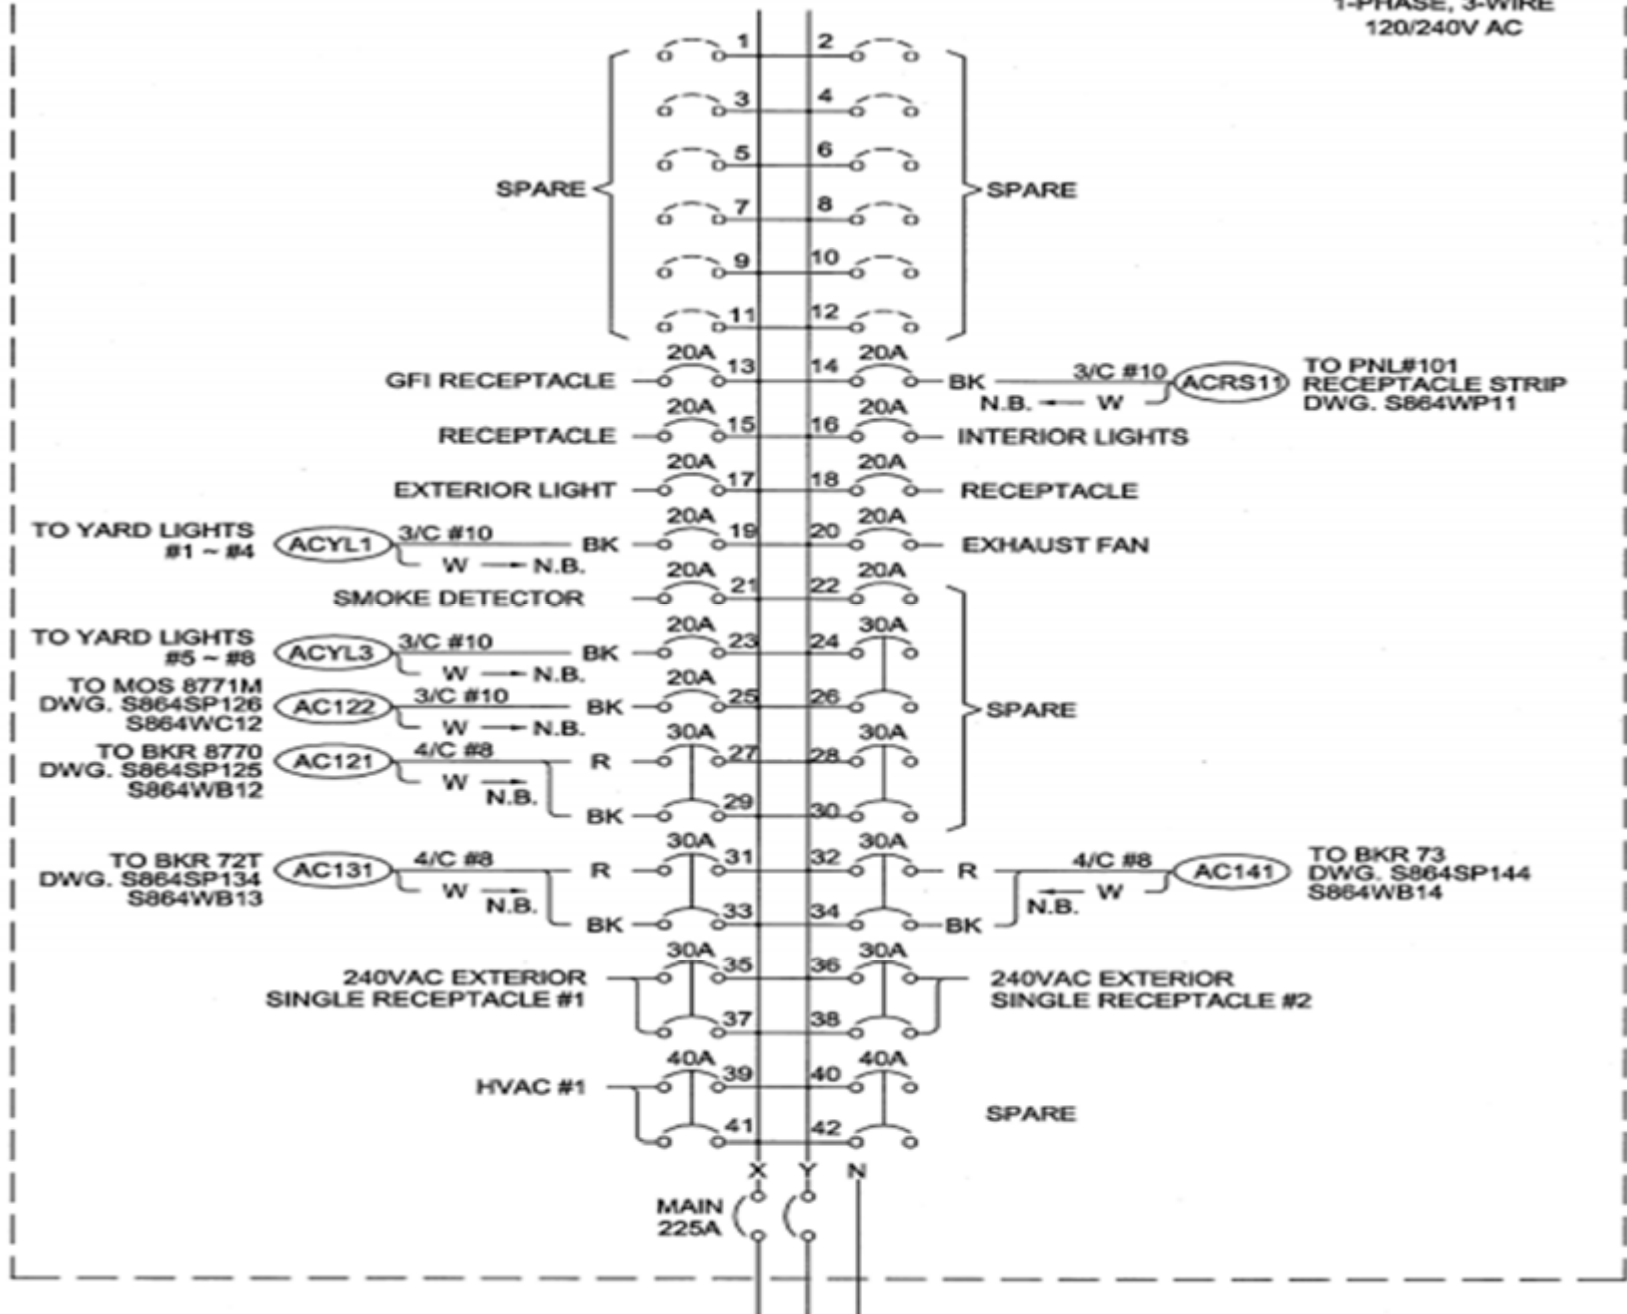 1-PHASE, 3-WIRE
120/240V AC
1 2
3 4
5 6
SPARE SPARE
7 8
9 10
11 12
20A 20A
GFI RECEPTACLE 13 14 BK 3/C #10 ACRS11 TO PNL#101
RECEPTACLE STRIP
N.B. W DWG. S864WP11
20A 20A
RECEPTACLE 15 16 INTERIOR LIGHTS
20A 20A
EXTERIOR LIGHT 17 18 RECEPTACLE
20A 20A
TO YARD LIGHTS ACYL1 3/C #10 BK 19 20 EXHAUST FAN
#1 ~ #4 W N.B.
20A 20A
SMOKE DETECTOR 21 22
20A 30A
TO YARD LIGHTS ACYL3 3/C #10 BK 23 24
#5 ~ #8 W N.B.
20A
TO MOS 8771M
DWG. S864SP126 AC122 3/C #10 BK 25 26 SPARE
S864WC12 W N.B.
30A 30A
TO BKR 8770 AC121 4/C #8 R 27 28
DWG. S864SP125 W
S864WB12 N.B.
BK 29 30
30A 30A
TO BKR 72T AC131 4/C #8 R 31 32 R 4/C #8 AC141 TO BKR 73
DWG. S864SP134 W W DWG. S864SP144
S864WB13 N.B. N.B. S864WB14
BK 33 34 BK
30A 30A
240VAC EXTERIOR 35 36 240VAC EXTERIOR
SINGLE RECEPTACLE #1 SINGLE RECEPTACLE #2
37 38
40A 40A
HVAC #1 39 40
SPARE
41 42
X Y N
MAIN
225A